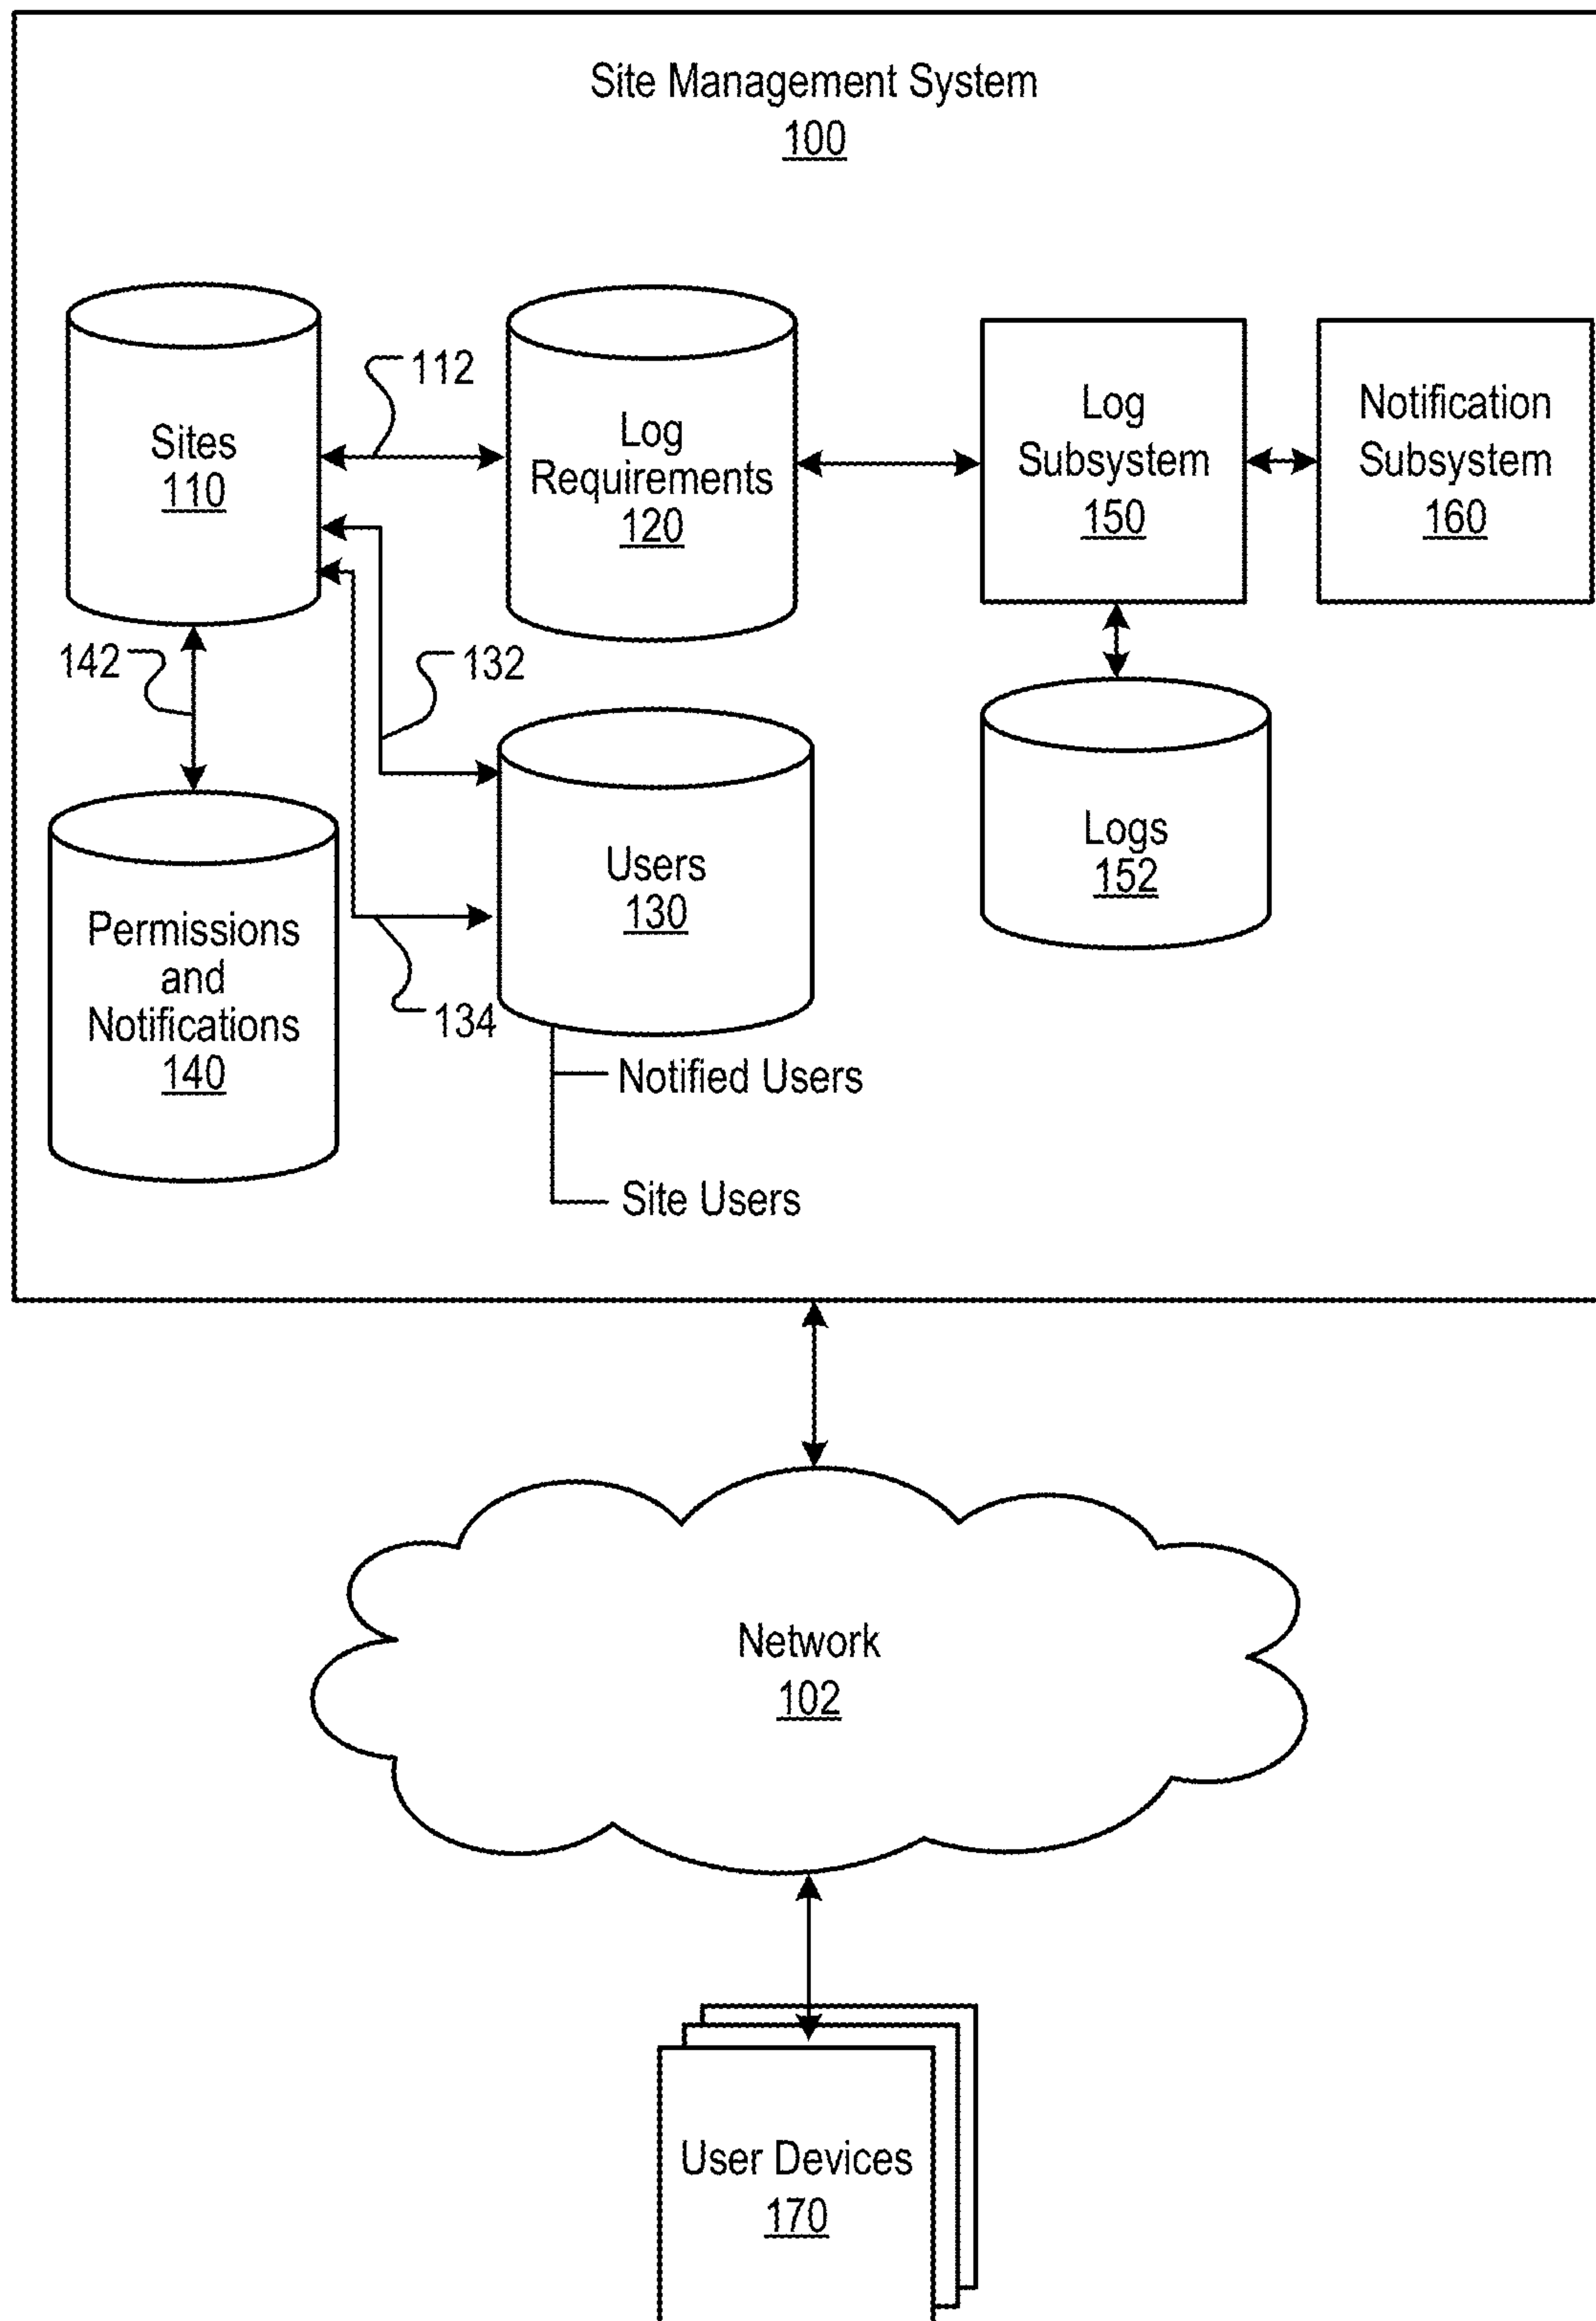 Site Management System
100
112
Sites
110
Log
Requirements
120
Log
Subsystem
150
Notification
Subsystem
160
142
132
Users
130
Logs
152
Permissions
and
Notifications
140
134
Notified Users
Site Users
Network
102
User Devices
170